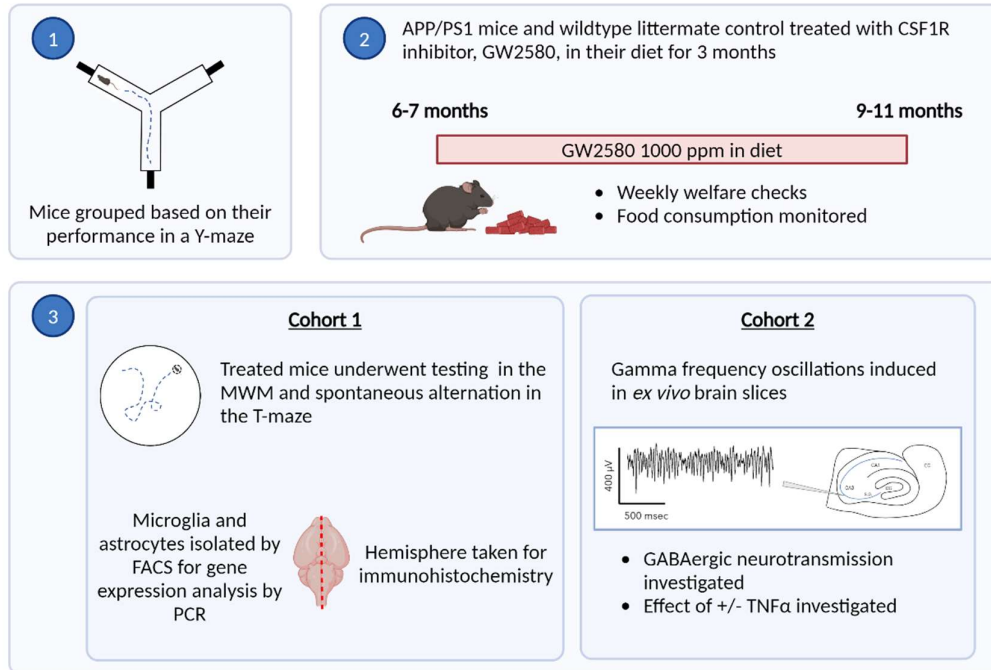 1
Mice grouped based on their
performance in a Y-maze
2
APP/PS1 mice and wildtype littermate control treated with CSF1R
inhibitor, GW2580, in their diet for 3 months
6-7 months
9-11 months
GW2580 1000 ppm in diet
• Weekly welfare checks
• Food consumption monitored
3
Cohort 1
Treated mice underwent testing in the
MWM and spontaneous alternation in
the T-maze
Microglia and
astrocytes isolated by
FACS for gene
expression analysis by
PCR
Hemisphere taken for
immunohistochemistry
Cohort 2
Gamma frequency oscillations induced
in ex vivo brain slices
400 µV
500 msec
CA1
CA3
EC
• GABAergic neurotransmission
investigated
• Effect of +/- TNFα investigated